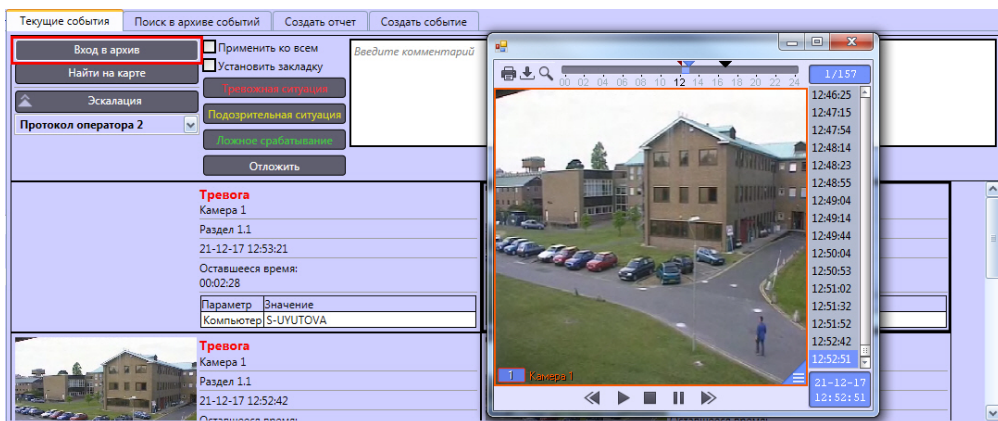 Текущие события
Поиск в архиве событий
Создать отчет
Создать событие
Вход в архив
Найти на карте
Эскалация
Протокол оператора 2
Применить ко всем
Установить закладку
Тревожная ситуация
Подозрительная ситуация
Ложное срабатывание
Отложить
Введите комментарий
Тревога
Камера 1
Раздел 1.1
21-12-17 12:53:21
Оставшееся время:
00:02:28
Параметр Значение
Компьютер S-UYUTOVA
Тревога
Камера 1
Раздел 1.1
21-12-17 12:52:42
Оставшееся время:
00 02 04 06 08 10 12 14 16 18 20 22 24
1/157
12:46:25
12:47:15
12:47:54
12:48:14
12:48:23
12:48:55
12:49:04
12:49:14
12:49:44
12:50:04
12:50:53
12:51:02
12:51:32
12:51:52
12:52:42
12:52:51
1 Камера 1
21-12-17
12:52:51